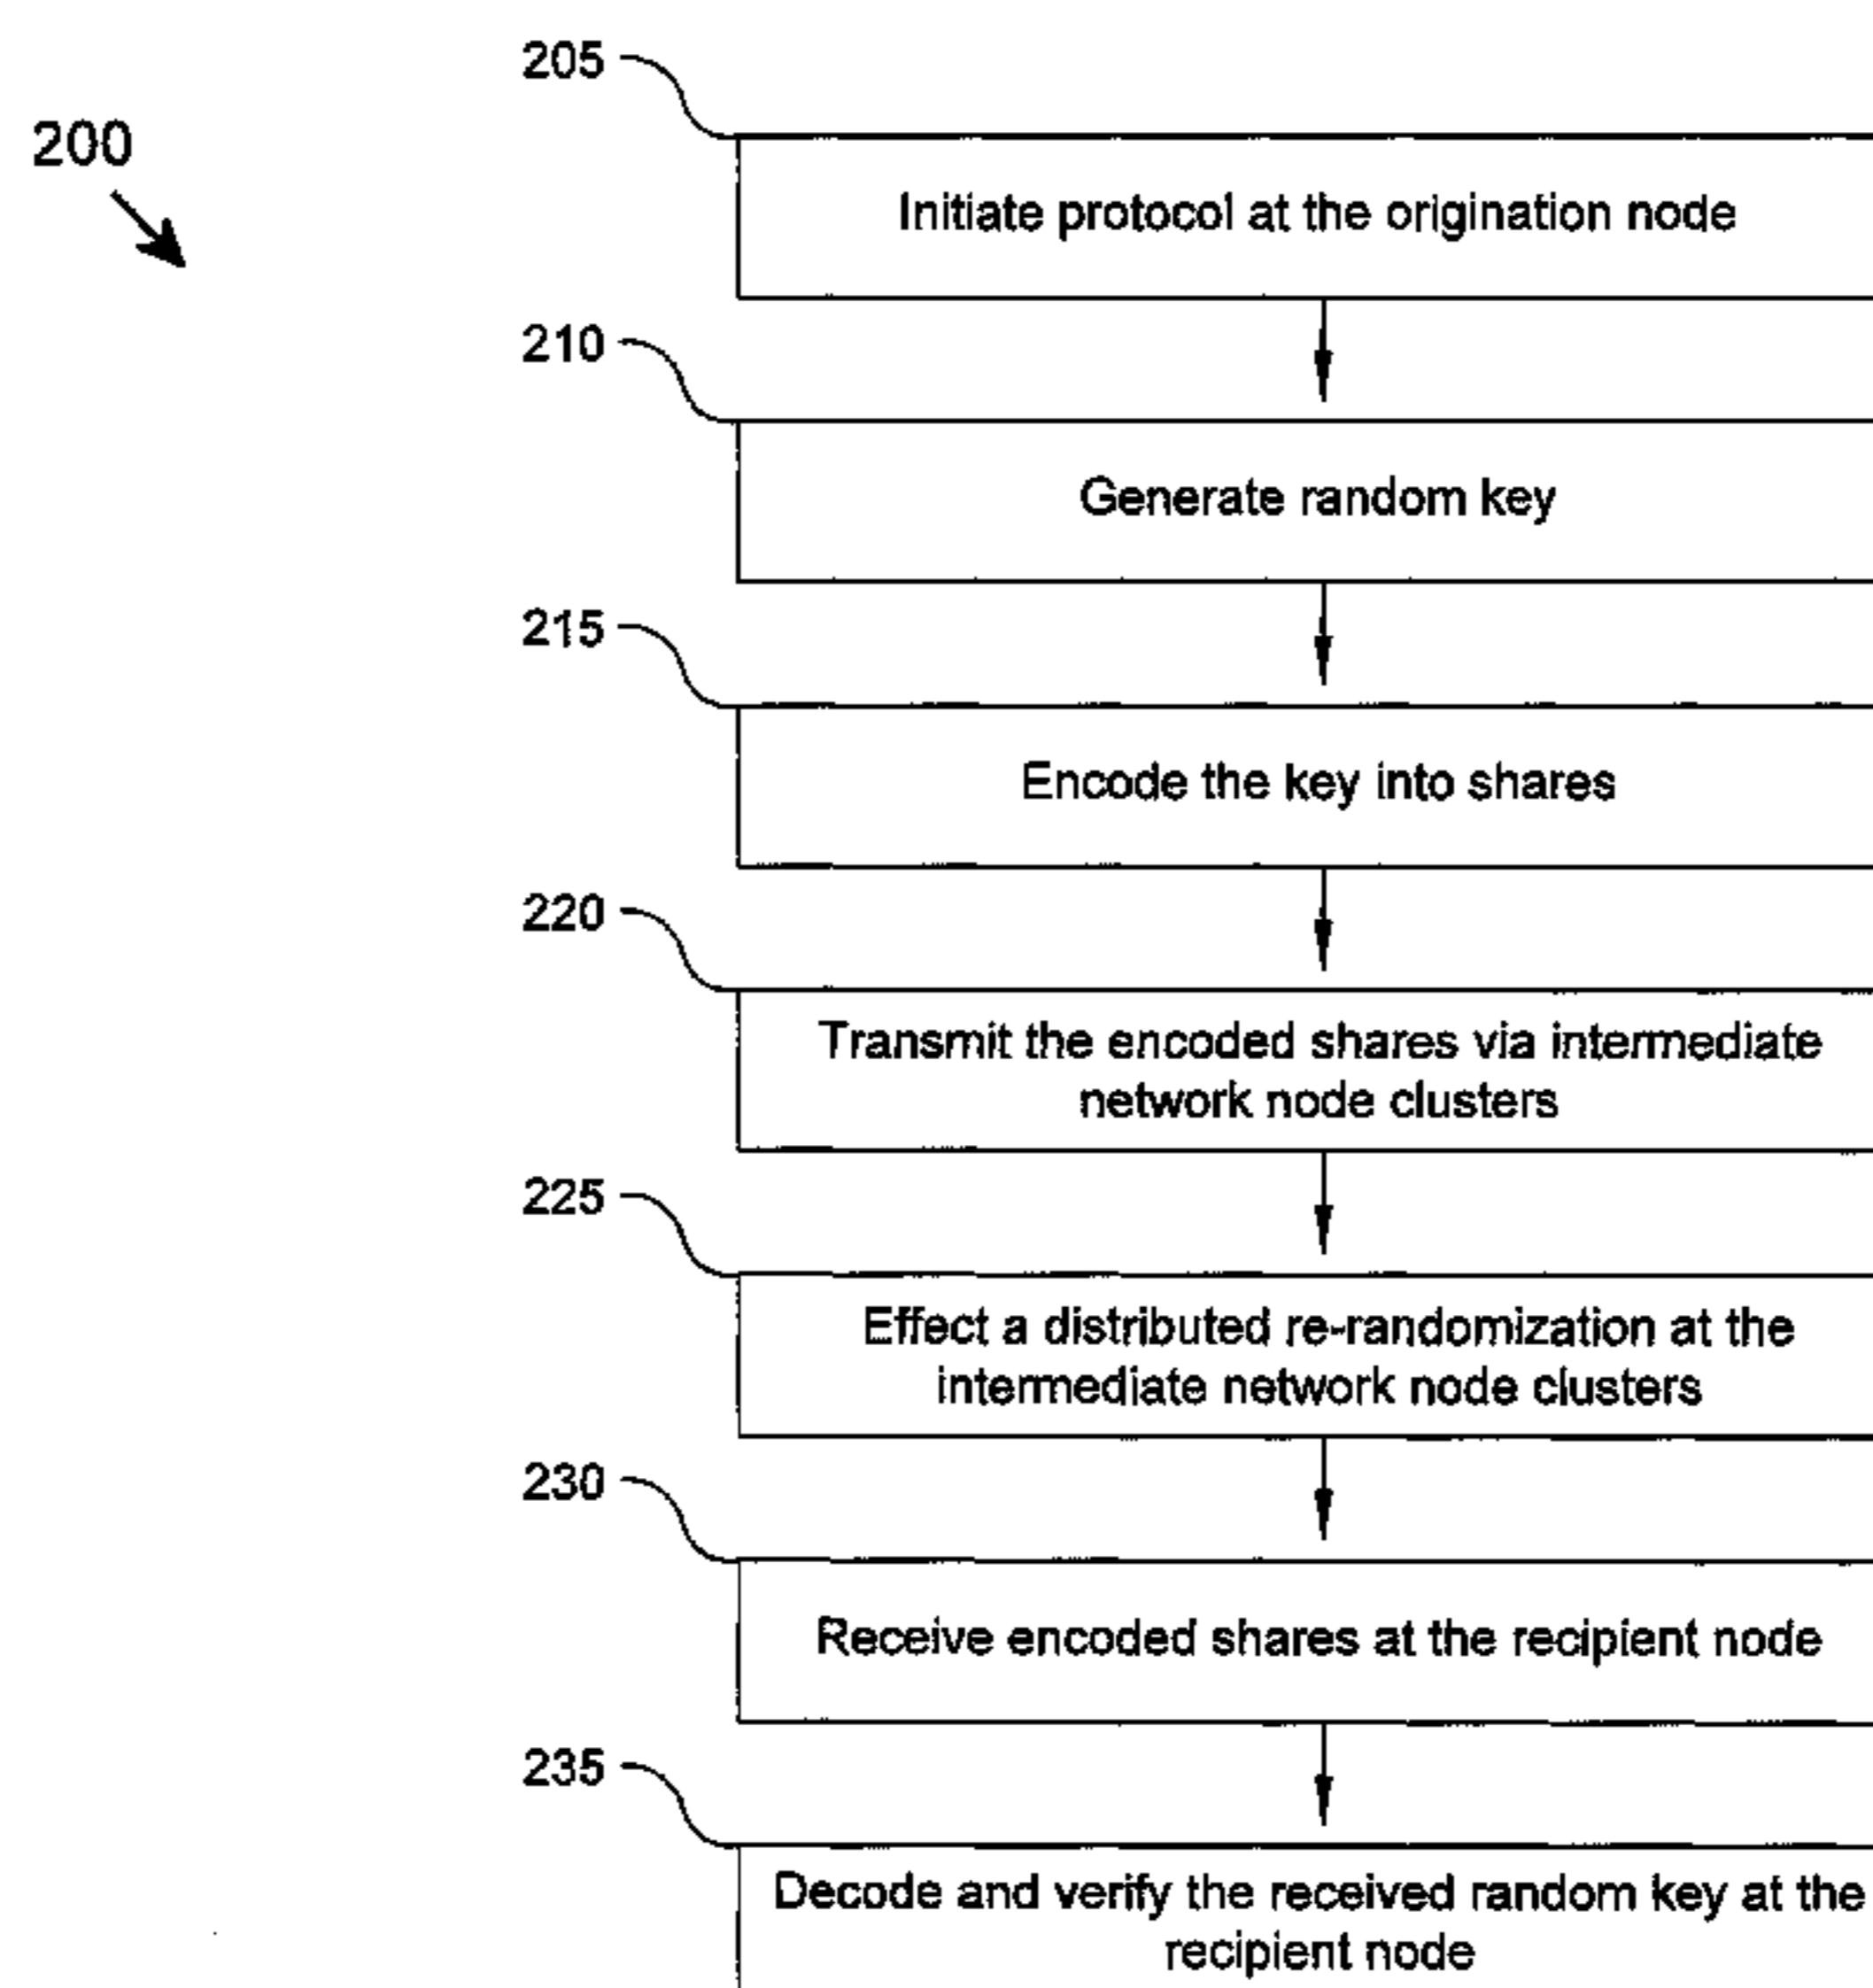 205
200
Initiate protocol at the origination node
210
Generate random key
215
Encode the key into shares
220
Transmit the encoded shares via intermediate
network node clusters
225
Effect a distributed re-randomization at the
intermediate network node clusters
230
Receive encoded shares at the recipient node
235
Decode and verify the received random key at the
recipient node